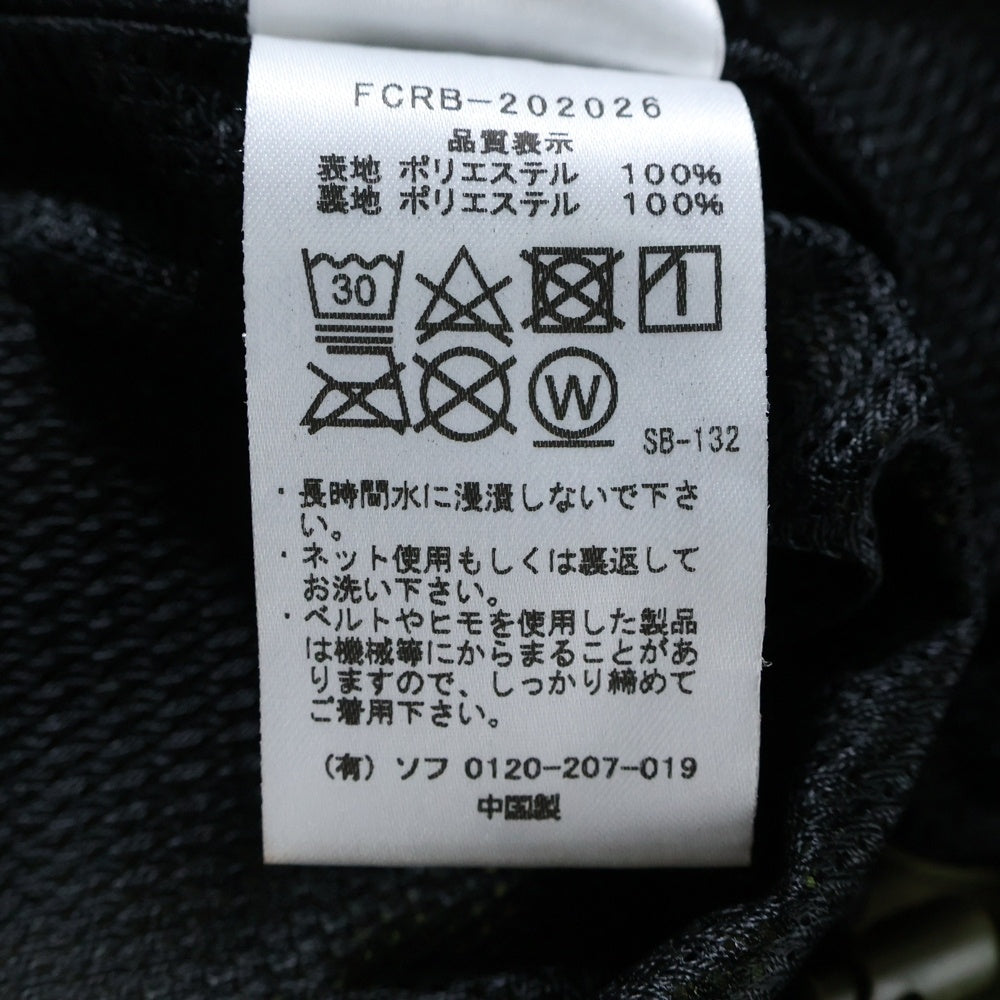 FCRB-202026
品質表示
表地 ポリエステル 100%
裏地 ポリエステル 100%
30
W
SB-132
・長時間水に浸漬しないで下さ
い。
・ネット使用もしくは裏返して
お洗い下さい。
・ベルトやヒモを使用した製品
は機械等にからまることがあ
りますので、しっかり締めて
ご着用下さい。
(有) ソフ 0120-207-019
中国製